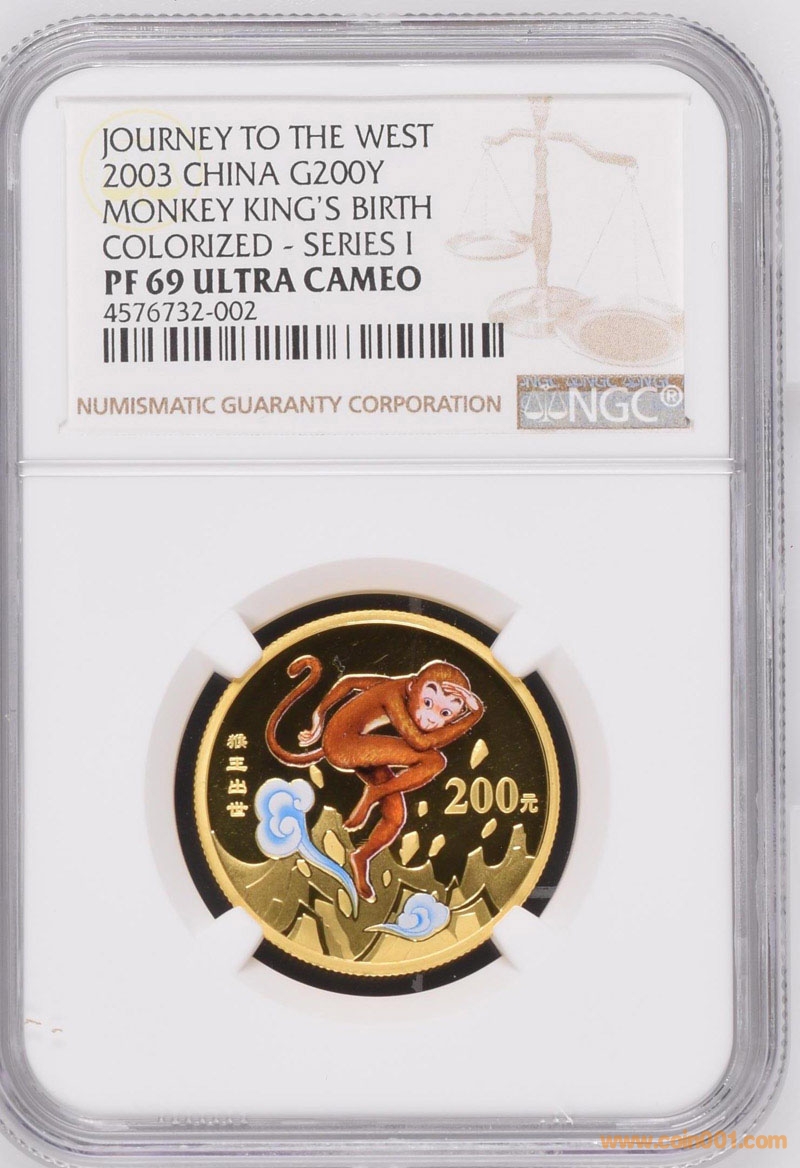 JOURNEY TO THE WEST
2003 CHINA G200Y
MONKEY KING'S BIRTH
COLORIZED - SERIES I
PF 69 ULTRA CAMEO
4576732-002
NUMISMATIC GUARANTY CORPORATION
NGC®
猴王出世
200元
www.coin001.com